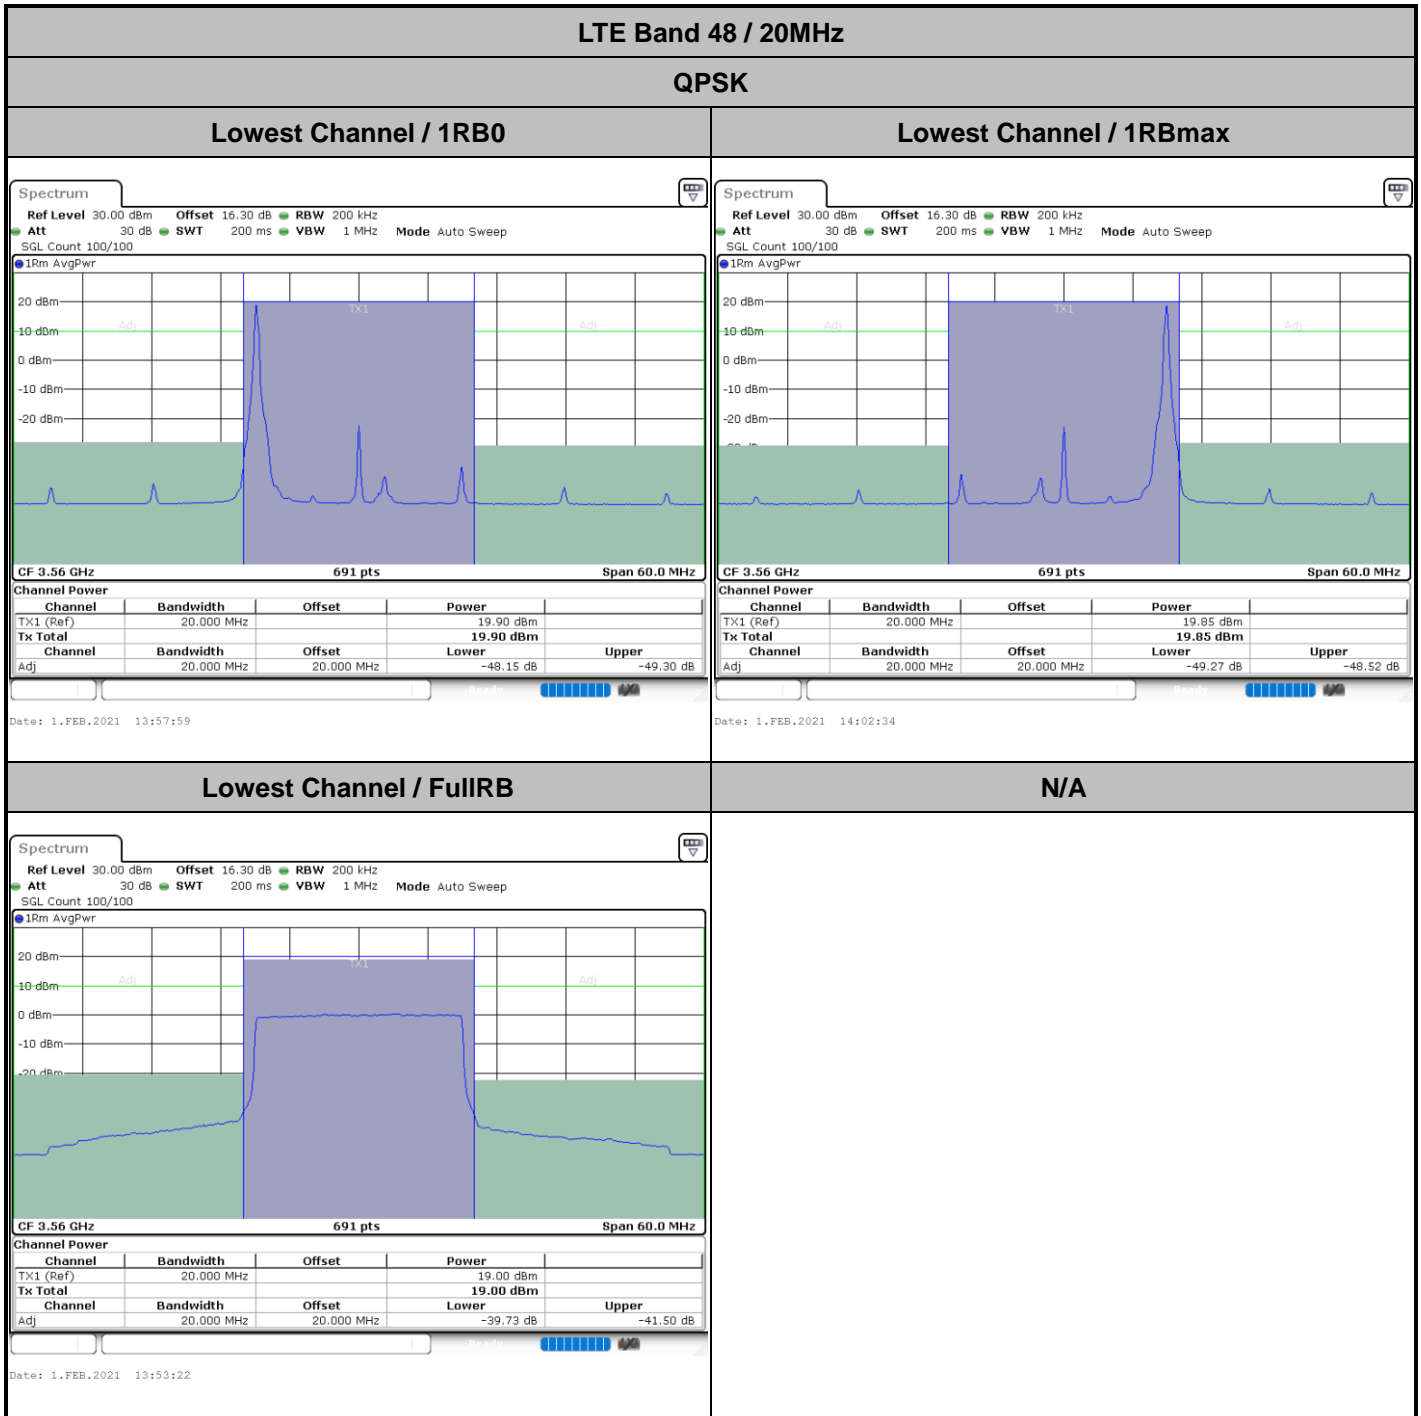 LTE Band 48 / 20MHz
QPSK
Lowest Channel / 1RB0
Lowest Channel / 1RBmax
Spectrum
Ref Level 30.00 dBm Offset 16.30 dB RBW 200 kHz
Att 30 dB SWT 200 ms VBW 1 MHz Mode Auto Sweep
SGL Count 100/100
1Rm AvgPwr
TX1
20 dBm
Adj
Adj
10 dBm
0 dBm
-10 dBm
-20 dBm
CF 3.56 GHz 691 pts Span 60.0 MHz
Channel Power
Channel Bandwidth Offset Power
TX1 (Ref) 20.000 MHz 19.90 dBm
Tx Total 19.90 dBm
Channel Bandwidth Offset Lower Upper
Adj 20.000 MHz 20.000 MHz -48.15 dB -49.30 dB
Ready
Date: 1.FEB.2021 13:57:59
Spectrum
Ref Level 30.00 dBm Offset 16.30 dB RBW 200 kHz
Att 30 dB SWT 200 ms VBW 1 MHz Mode Auto Sweep
SGL Count 100/100
1Rm AvgPwr
TX1
20 dBm
Adj
Adj
10 dBm
0 dBm
-10 dBm
-20 dBm
CF 3.56 GHz 691 pts Span 60.0 MHz
Channel Power
Channel Bandwidth Offset Power
TX1 (Ref) 20.000 MHz 19.85 dBm
Tx Total 19.85 dBm
Channel Bandwidth Offset Lower Upper
Adj 20.000 MHz 20.000 MHz -49.27 dB -48.52 dB
Ready
Date: 1.FEB.2021 14:02:34
Lowest Channel / FullRB
N/A
Spectrum
Ref Level 30.00 dBm Offset 16.30 dB RBW 200 kHz
Att 30 dB SWT 200 ms VBW 1 MHz Mode Auto Sweep
SGL Count 100/100
1Rm AvgPwr
TX1
20 dBm
Adj
Adj
10 dBm
0 dBm
-10 dBm
-20 dBm
CF 3.56 GHz 691 pts Span 60.0 MHz
Channel Power
Channel Bandwidth Offset Power
TX1 (Ref) 20.000 MHz 19.00 dBm
Tx Total 19.00 dBm
Channel Bandwidth Offset Lower Upper
Adj 20.000 MHz 20.000 MHz -39.73 dB -41.50 dB
Ready
Date: 1.FEB.2021 13:53:22